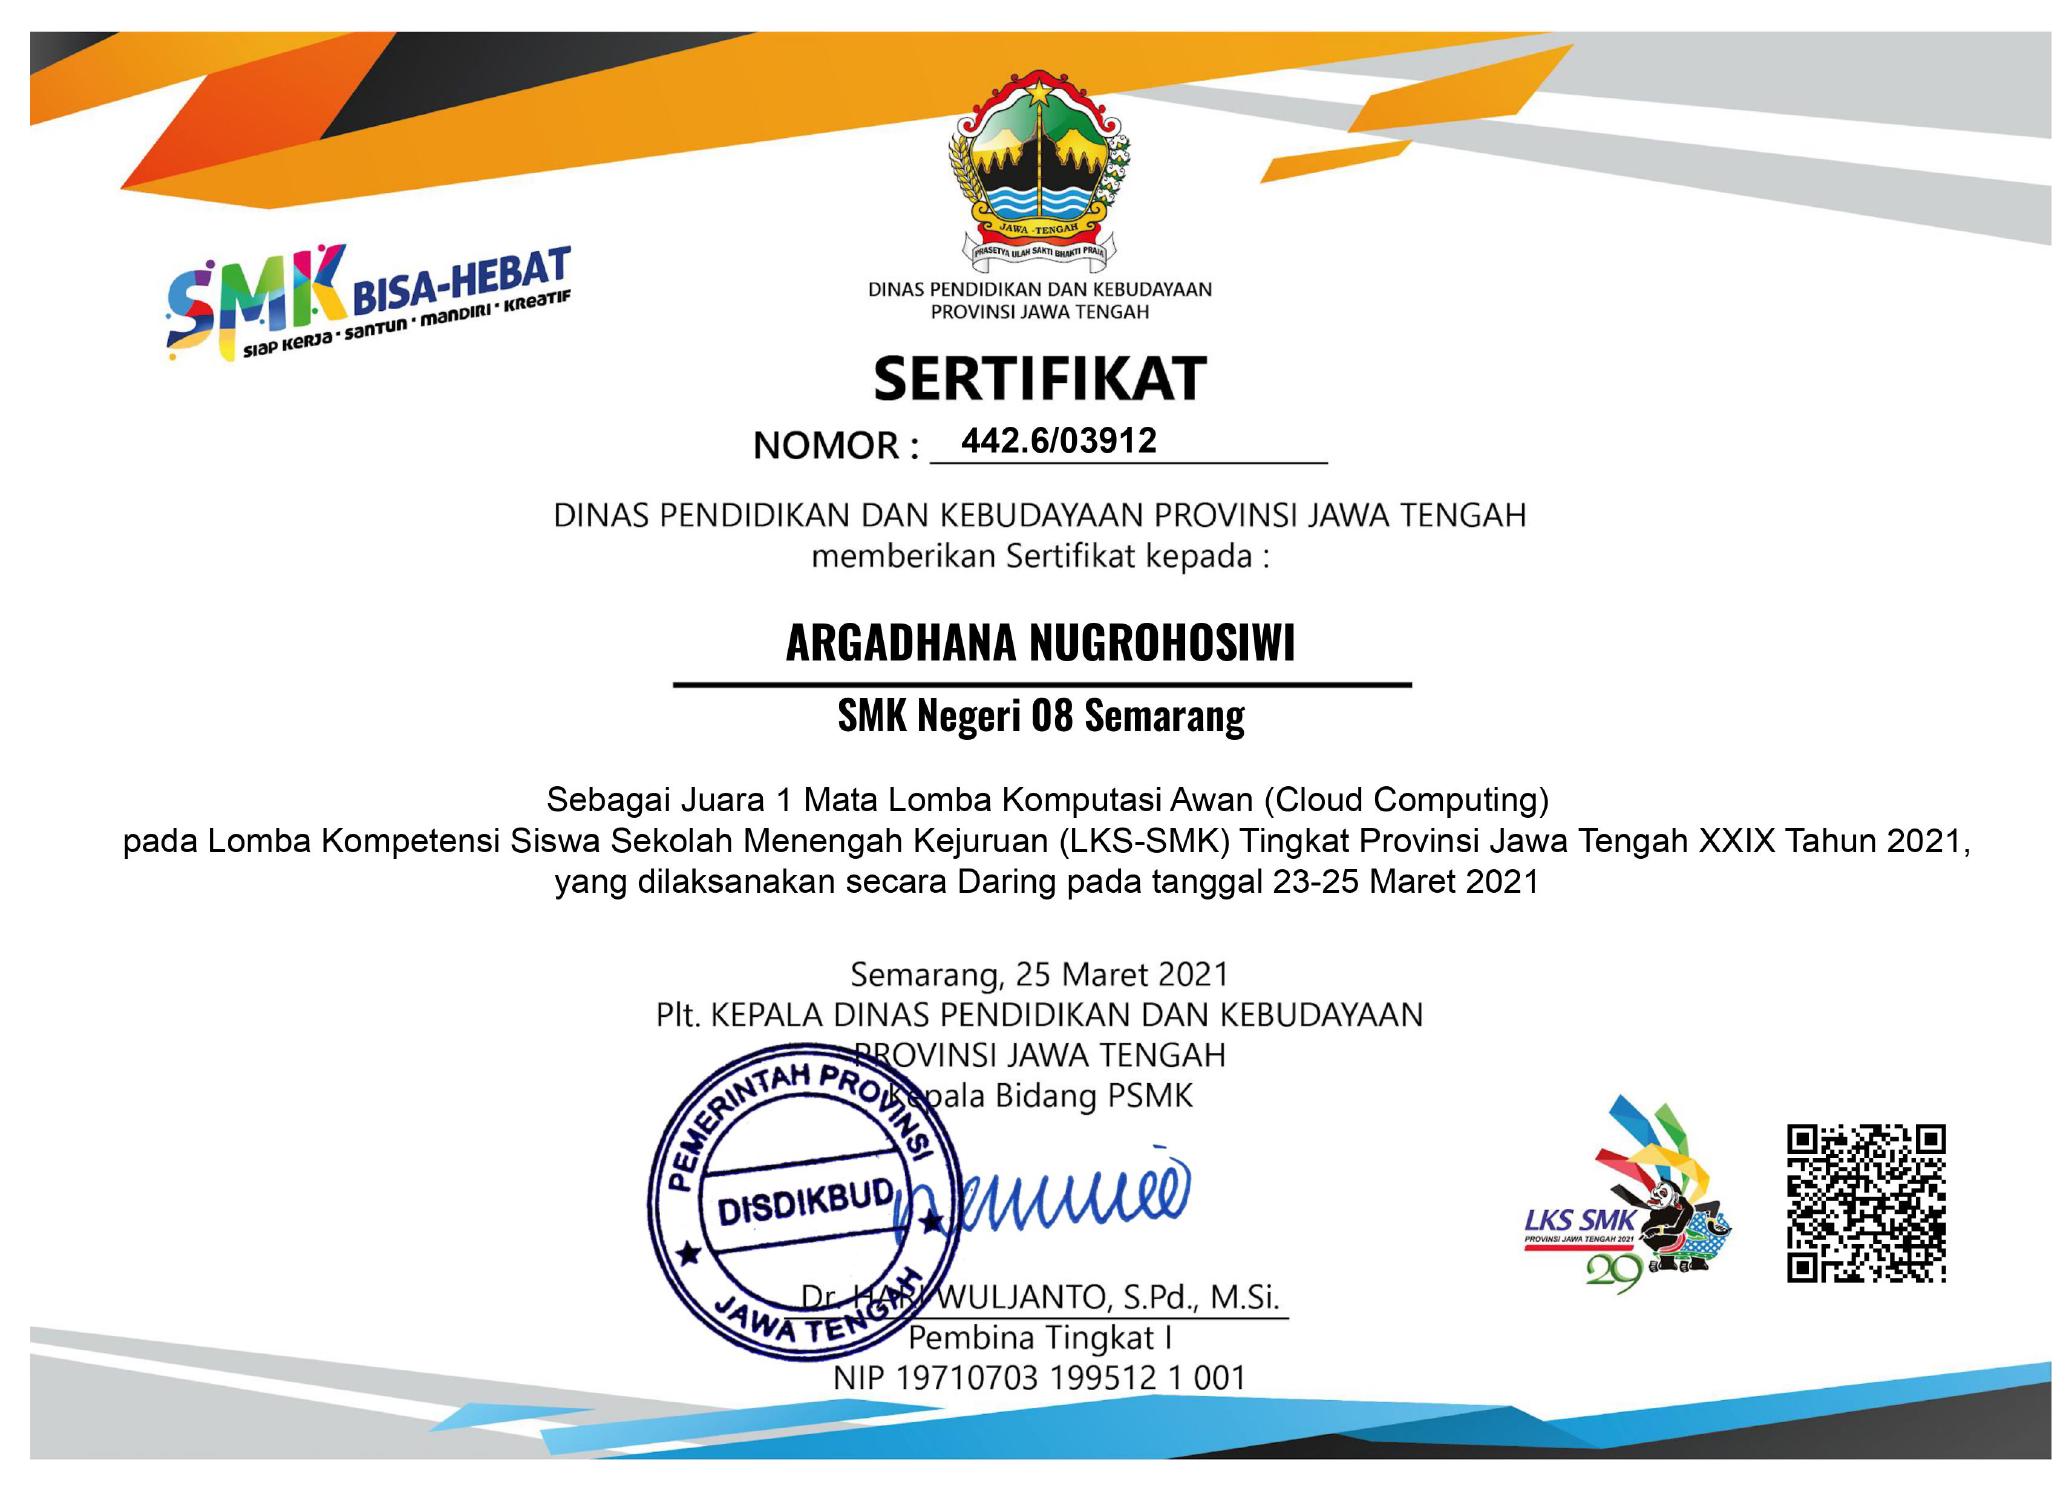 JAWA - TENGAH
PRASETYA ULAH SAKTI BHAKTI PRAJA
DINAS PENDIDIKAN DAN KEBUDAYAAN
PROVINSI JAWA TENGAH
SMK BISA-HEBAT
SIAP KERJA · SANTUN · MANDIRI · KREATIF
SERTIFIKAT
NOMOR : 442.6/03912
DINAS PENDIDIKAN DAN KEBUDAYAAN PROVINSI JAWA TENGAH
memberikan Sertifikat kepada :
ARGADHANA NUGROHOSIWI
SMK Negeri 08 Semarang
Sebagai Juara 1 Mata Lomba Komputasi Awan (Cloud Computing)
pada Lomba Kompetensi Siswa Sekolah Menengah Kejuruan (LKS-SMK) Tingkat Provinsi Jawa Tengah XXIX Tahun 2021,
yang dilaksanakan secara Daring pada tanggal 23-25 Maret 2021
Semarang, 25 Maret 2021
Plt. KEPALA DINAS PENDIDIKAN DAN KEBUDAYAAN
PROVINSI JAWA TENGAH
Kepala Bidang PSMK
PEMERINTAH PROVINSI
DISDIKBUD
JAWA TENGAH
Dr. HARI WULJANTO, S.Pd., M.Si.
Pembina Tingkat I
NIP 19710703 199512 1 001
LKS SMK
PROVINSI JAWA TENGAH 2021
29